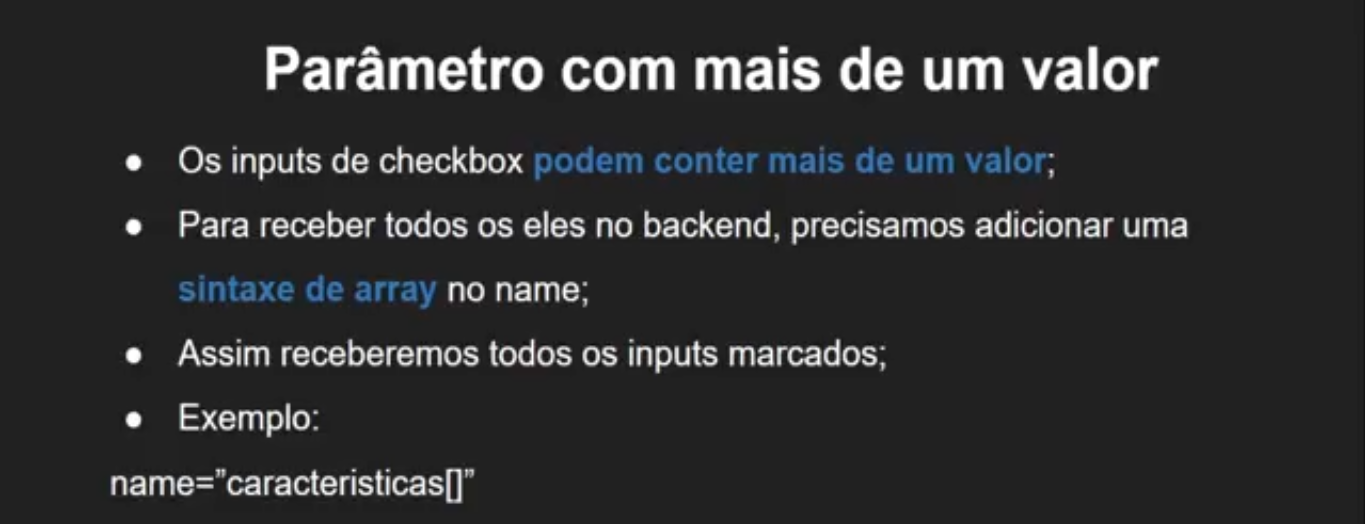 Parâmetro com mais de um valor
● Os inputs de checkbox podem conter mais de um valor;
● Para receber todos os eles no backend, precisamos adicionar uma
sintaxe de array no name;
● Assim receberemos todos os inputs marcados;
● Exemplo:
name=”caracteristicas[]”